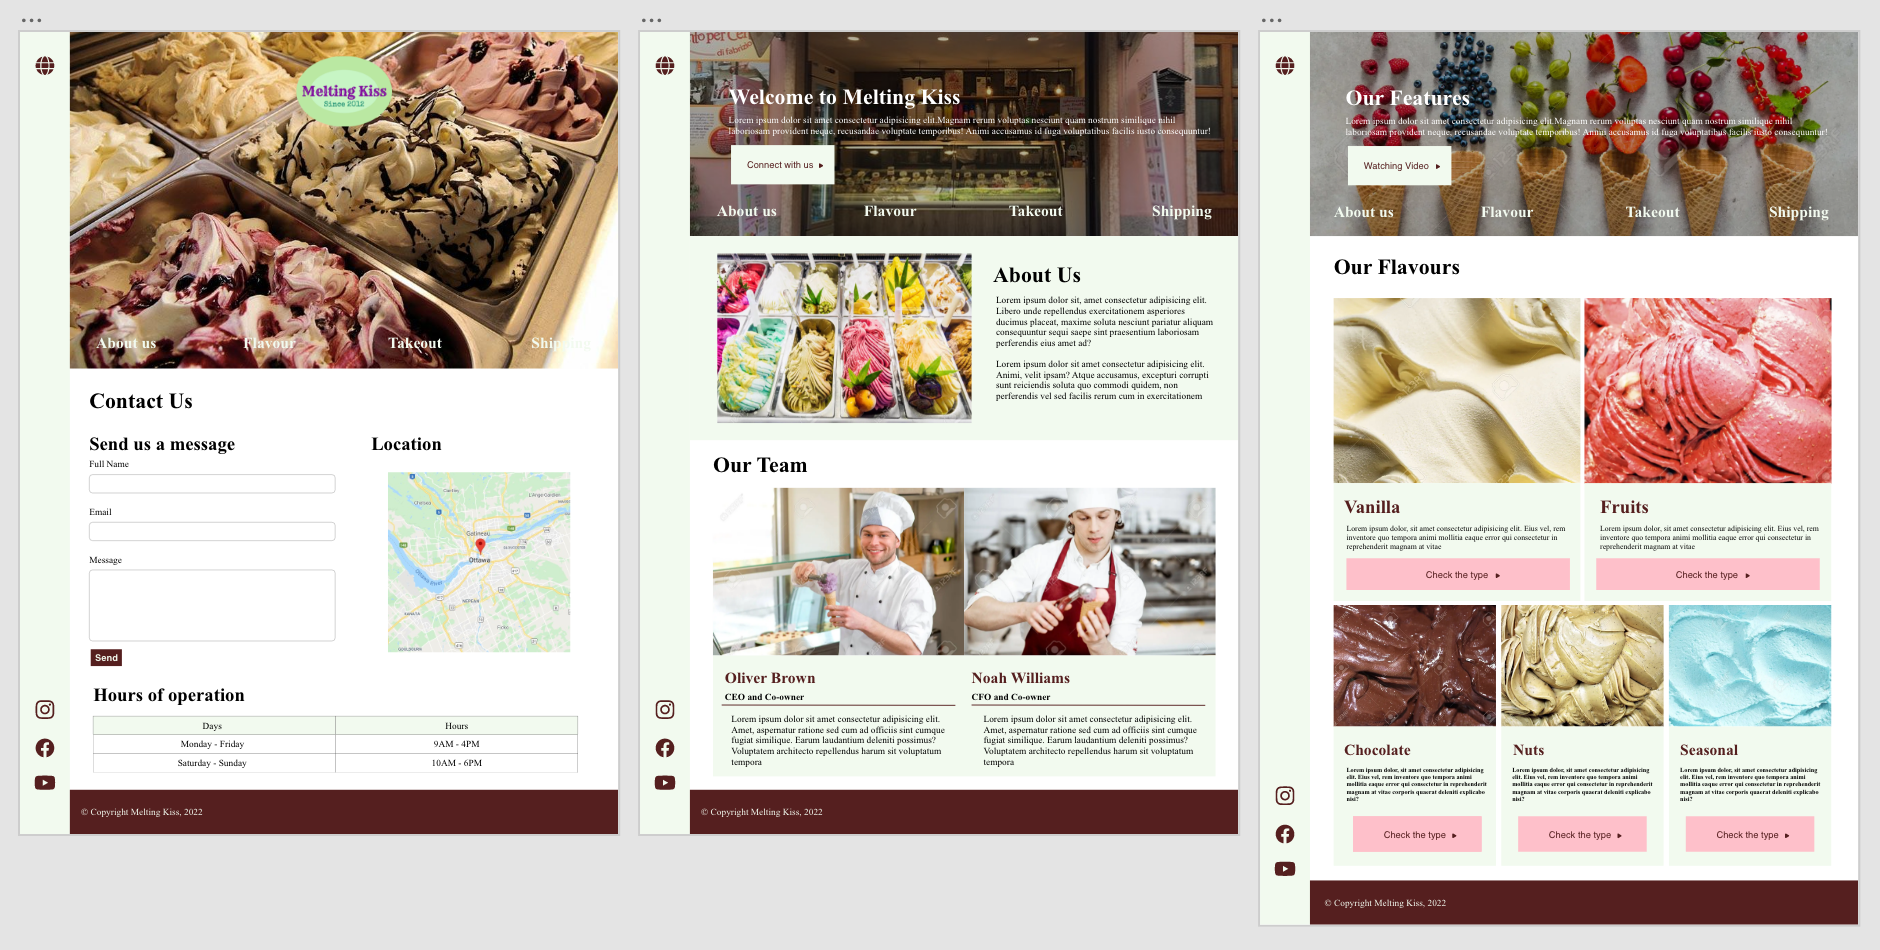 Melting Kiss
Since 2012
About us
Flavour
Takeout
Shipping
Contact Us
Send us a message
Full Name
Email
Message
Send
Location
Gatineau
Ottawa
NEPEAN
KANATA
Hours of operation
Days Hours
Monday - Friday 9AM - 4PM
Saturday - Sunday 10AM - 6PM
© Copyright Melting Kiss, 2022
di fabrizio
Welcome to Melting Kiss
Lorem ipsum dolor sit amet consectetur adipisicing elit.Magnam rerum voluptas nesciunt quam nostrum similique nihil
laboriosam provident neque, recusandae voluptate temporibus! Animi accusamus id fuga voluptatibus facilis iusto consequuntur!
Connect with us
About us
Flavour
Takeout
Shipping
About Us
Lorem ipsum dolor sit, amet consectetur adipisicing elit.
Libero unde repellendus exercitationem asperiores
ducimus placeat, maxime soluta nesciunt pariatur aliquam
consequuntur sequi saepe sint praesentium laboriosam
perferendis eius amet ad?
Lorem ipsum dolor sit amet consectetur adipisicing elit.
Animi, velit ipsam? Atque accusamus, excepturi corrupti
sunt reiciendis soluta quo commodi quidem, non
perferendis vel sed facilis rerum cum in exercitationem
Our Team
Oliver Brown
CEO and Co-owner
Lorem ipsum dolor sit amet consectetur adipisicing elit.
Amet, aspernatur ratione sed cum ad officiis sint cumque
fugiat similique. Earum laudantium deleniti possimus?
Voluptatem architecto repellendus harum sit voluptatum
tempora
Noah Williams
CFO and Co-owner
Lorem ipsum dolor sit amet consectetur adipisicing elit.
Amet, aspernatur ratione sed cum ad officiis sint cumque
fugiat similique. Earum laudantium deleniti possimus?
Voluptatem architecto repellendus harum sit voluptatum
tempora
© Copyright Melting Kiss, 2022
Our Features
Lorem ipsum dolor sit amet consectetur adipisicing elit.Magnam rerum voluptas nesciunt quam nostrum similique nihil
laboriosam provident neque, recusandae voluptate temporibus! Animi accusamus id fuga voluptatibus facilis iusto consequuntur!
Watching Video
About us
Flavour
Takeout
Shipping
Our Flavours
Vanilla
Lorem ipsum dolor, sit amet consectetur adipisicing elit. Eius vel, rem
inventore quo tempora animi mollitia eaque error qui consectetur in
reprehenderit magnam at vitae
Check the type
Fruits
Lorem ipsum dolor, sit amet consectetur adipisicing elit. Eius vel, rem
inventore quo tempora animi mollitia eaque error qui consectetur in
reprehenderit magnam at vitae
Check the type
Chocolate
Lorem ipsum dolor, sit amet consectetur adipisicing
elit. Eius vel, rem inventore quo tempora animi
mollitia eaque error qui consectetur in reprehenderit
magnam at vitae corporis quaerat deleniti explicabo
nisi?
Check the type
Nuts
Lorem ipsum dolor, sit amet consectetur adipisicing
elit. Eius vel, rem inventore quo tempora animi
mollitia eaque error qui consectetur in reprehenderit
magnam at vitae corporis quaerat deleniti explicabo
nisi?
Check the type
Seasonal
Lorem ipsum dolor, sit amet consectetur adipisicing
elit. Eius vel, rem inventore quo tempora animi
mollitia eaque error qui consectetur in reprehenderit
magnam at vitae corporis quaerat deleniti explicabo
nisi?
Check the type
© Copyright Melting Kiss, 2022